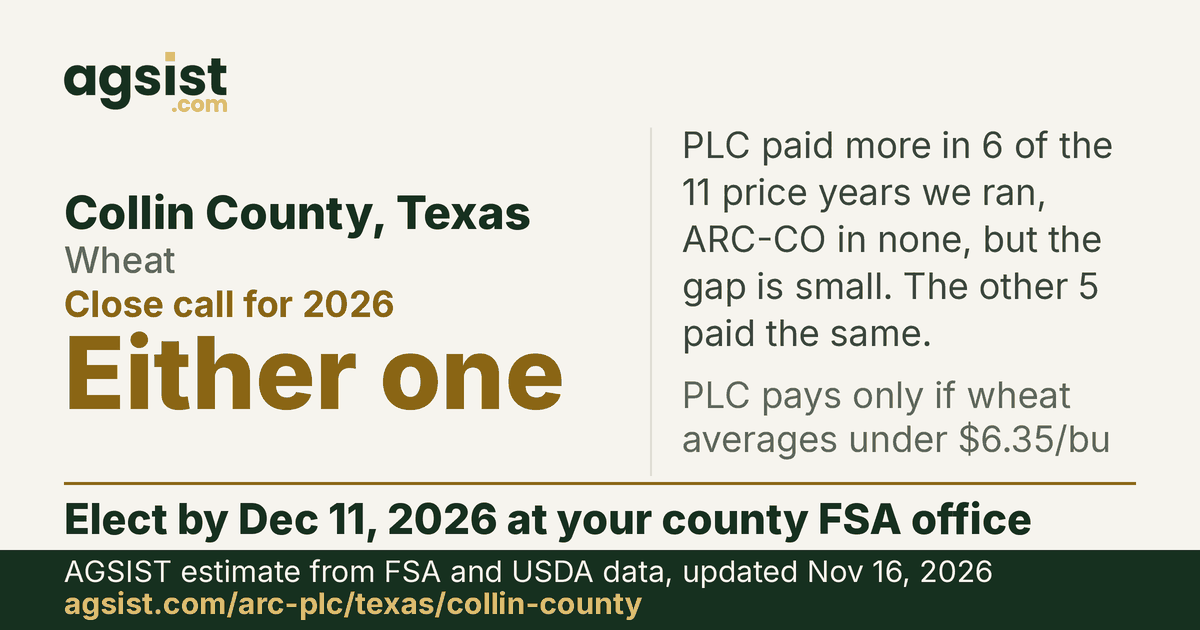 agsist
.com
Collin County, Texas
Wheat
Close call for 2026
Either one
PLC paid more in 6 of the
11 price years we ran,
ARC-CO in none, but the
gap is small. The other 5
paid the same.
PLC pays only if wheat
averages under $6.35/bu
Elect by Dec 11, 2026 at your county FSA office
AGSIST estimate from FSA and USDA data, updated Nov 16, 2026
agsist.com/arc-plc/texas/collin-county